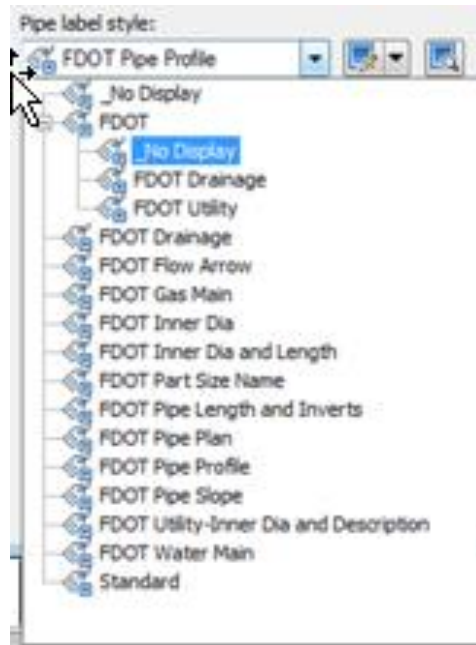 Pipe label style:
FDOT Pipe Profile
_No Display
FDOT
_No Display
FDOT Drainage
FDOT Utility
FDOT Drainage
FDOT Flow Arrow
FDOT Gas Main
FDOT Inner Dia
FDOT Inner Dia and Length
FDOT Part Size Name
FDOT Pipe Length and Inverts
FDOT Pipe Plan
FDOT Pipe Profile
FDOT Pipe Slope
FDOT Utility-Inner Dia and Description
FDOT Water Main
Standard